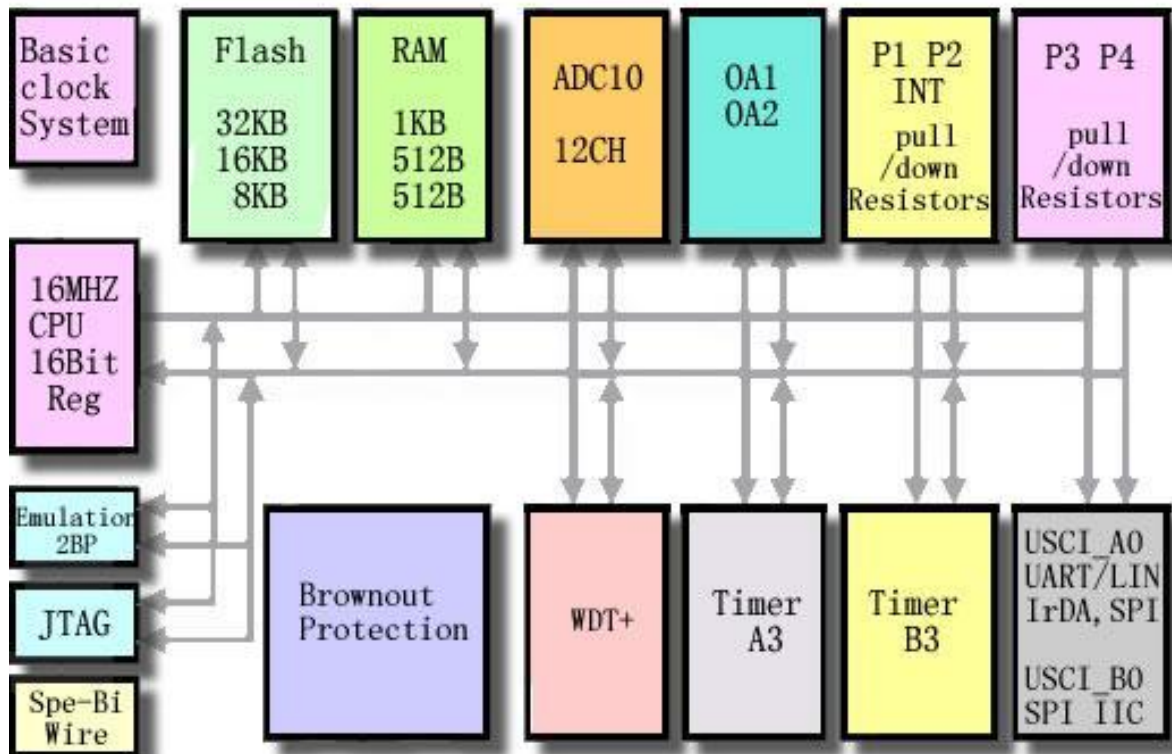 Basic
clock
System
Flash
32KB
16KB
8KB
RAM
1KB
512B
512B
ADC10
12CH
OA1
OA2
P1 P2
INT
pull
/down
Resistors
P3 P4
pull
/down
Resistors
16MHZ
CPU
16Bit
Reg
Emulation
2BP
JTAG
Spe-Bi
Wire
Brownout
Protection
WDT+
Timer
A3
Timer
B3
USCI_A0
UART/LIN
IrDA,SPI
USCI_B0
SPI IIC